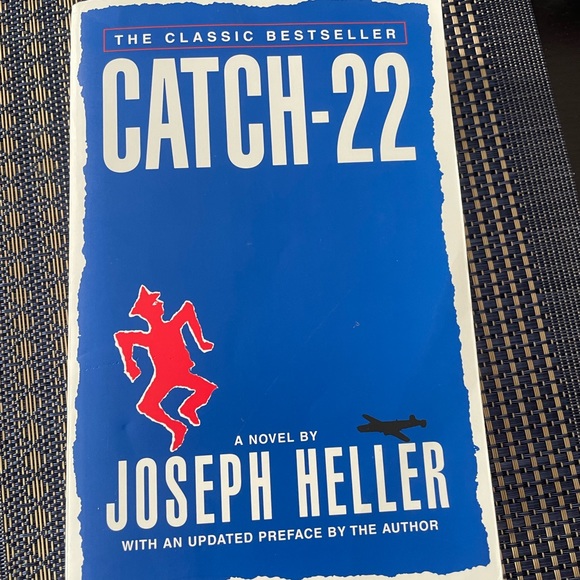 THE CLASSIC BESTSELLER
CATCH-22
A NOVEL BY
JOSEPH HELLER
WITH AN UPDATED PREFACE BY THE AUTHOR